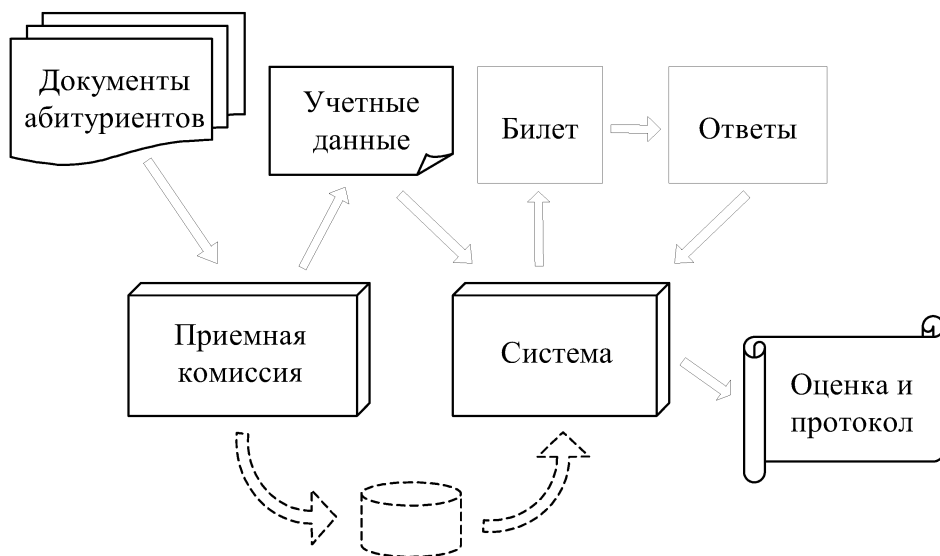 Документы
абитуриентов
Учетные
данные
Билет
Ответы
Приемная
комиссия
Система
Оценка и
протокол